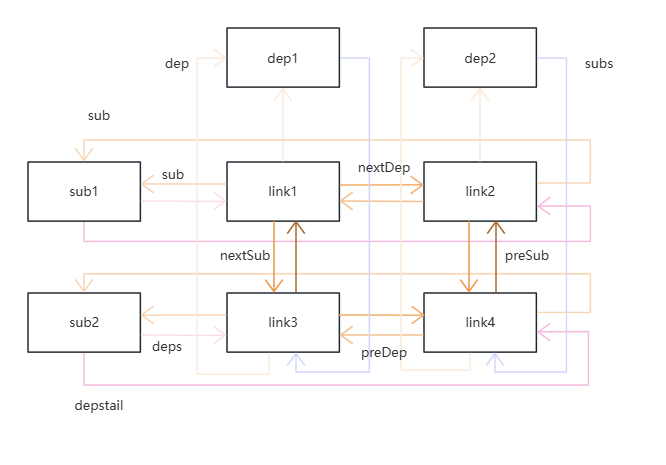 dep1
dep2
dep
subs
sub
nextDep
sub
sub1
link1
link2
nextSub
preSub
sub2
link3
link4
deps
preDep
depstail